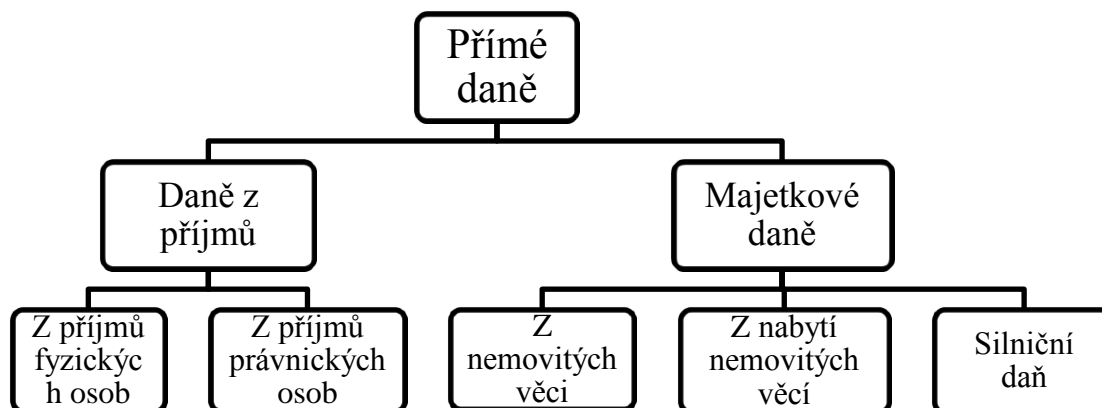 Přímé
daně
Daně z
příjmů
Majetkové
daně
Z příjmů
fyzickýc
h osob
Z příjmů
právnických
osob
Z
nemovitých
věci
Z nabytí
nemovitých
věcí
Silniční
daň